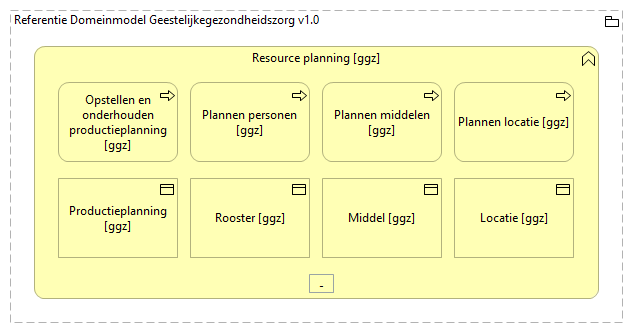 Referentie Domeinmodel Geestelijkegezondheidszorg v1.0
Resource planning [ggz]
Opstellen en
onderhouden
productieplanning
[ggz]
Plannen personen
[ggz]
Plannen middelen
[ggz]
Plannen locatie [ggz]
Productieplanning
[ggz]
Rooster [ggz]
Middel [ggz]
Locatie [ggz]
-